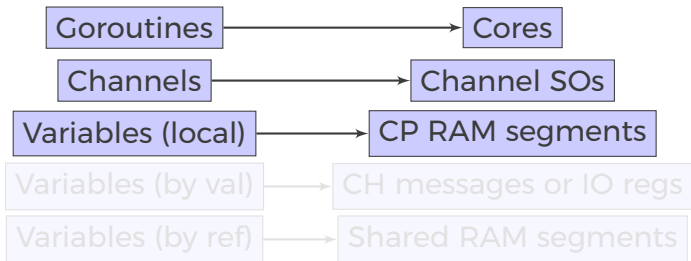 Goroutines Cores
Channels Channel SOs
Variables (local) CP RAM segments
Variables (by val) CH messages or IO regs
Variables (by ref) Shared RAM segments